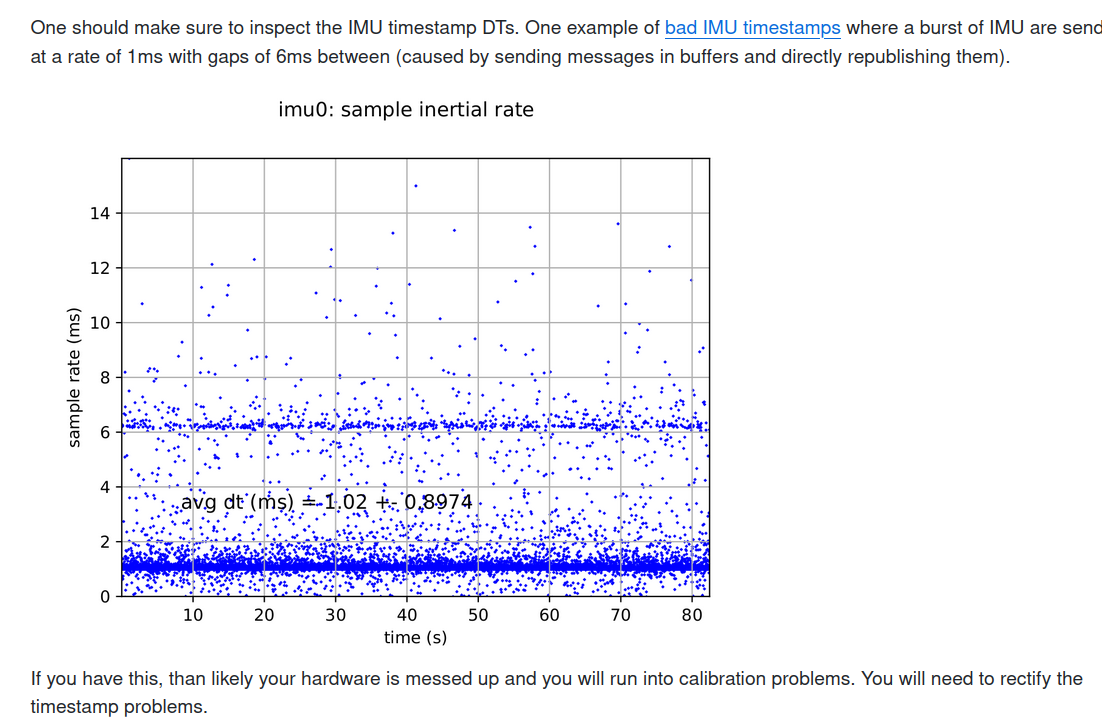 One should make sure to inspect the IMU timestamp DTs. One example of bad IMU timestamps where a burst of IMU are send
at a rate of 1ms with gaps of 6ms between (caused by sending messages in buffers and directly republishing them).
imu0: sample inertial rate
14
12
10
8
6
4
2
0
sample rate (ms)
avg dt (ms) = 1.02 +- 0.8974
10 20 30 40 50 60 70 80
time (s)
If you have this, than likely your hardware is messed up and you will run into calibration problems. You will need to rectify the
timestamp problems.